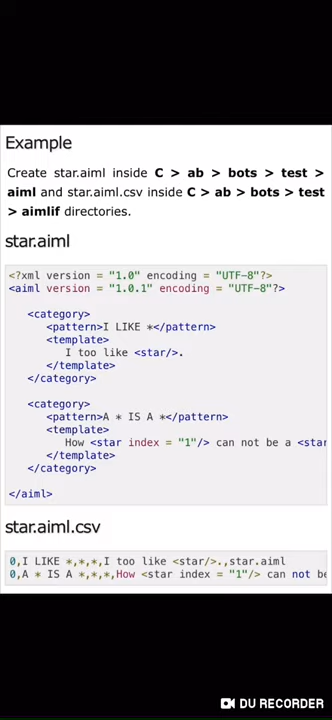 Example
Create star.aiml inside C > ab > bots > test >
aiml and star.aiml.csv inside C > ab > bots > test
> aimlif directories.
star.aiml
<?xml version = "1.0" encoding = "UTF-8"?>
<aiml version = "1.0.1" encoding = "UTF-8"?>
<category>
<pattern>I LIKE *</pattern>
<template>
I too like <star/>.
</template>
</category>
<category>
<pattern>A * IS A *</pattern>
<template>
How <star index = "1"/> can not be a <star
</template>
</category>
</aiml>
star.aiml.csv
0,I LIKE *,*,*,I too like <star/>.,star.aiml
0,A * IS A *,*,*,How <star index = "1"/> can not be
DU RECORDER